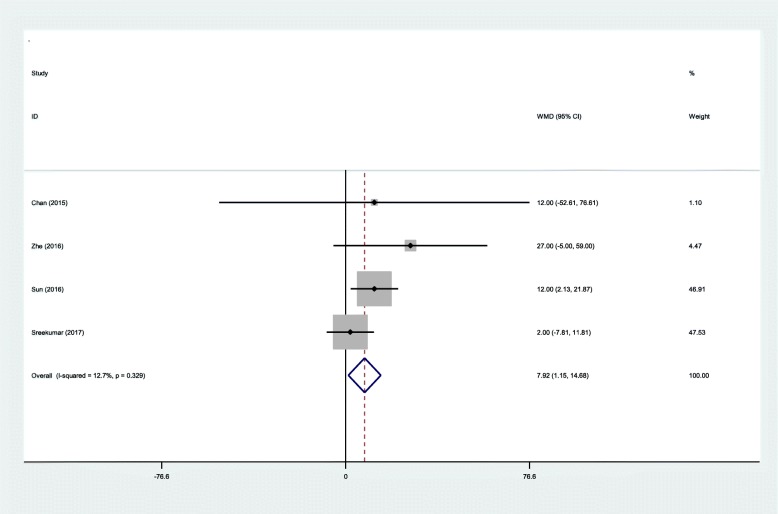 Study %
ID WMD (95% CI) Weight
Chan (2015) 12.00 (-52.61, 76.61) 1.10
Zhe (2016) 27.00 (-5.00, 59.00) 4.47
Sun (2016) 12.00 (2.13, 21.87) 46.91
Sreekumar (2017) 2.00 (-7.81, 11.81) 47.53
Overall (I-squared = 12.7%, p = 0.329) 7.92 (1.15, 14.68) 100.00
-76.6 0 76.6